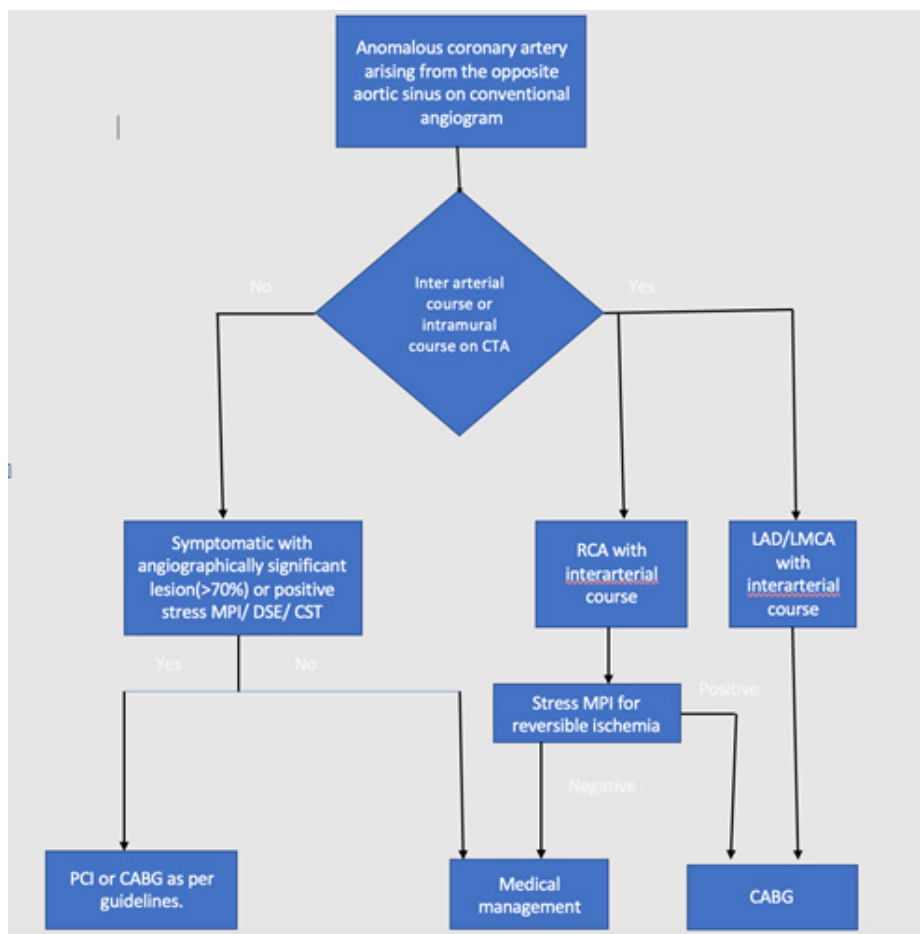 Anomalous coronary artery
arising from the opposite
aortic sinus on conventional
angiogram
Inter arterial
course or
intramural
course on CTA
No
Yes
Symptomatic with
angiographically significant
lesion(>70%) or positive
stress MPI/ DSE/ CST
RCA with
interarterial
course
LAD/LMCA
with
interarterial
course
Yes
No
Stress MPI for
reversible ischemia
Positive
Negative
PCI or CABG as per
guidelines.
Medical
management
CABG